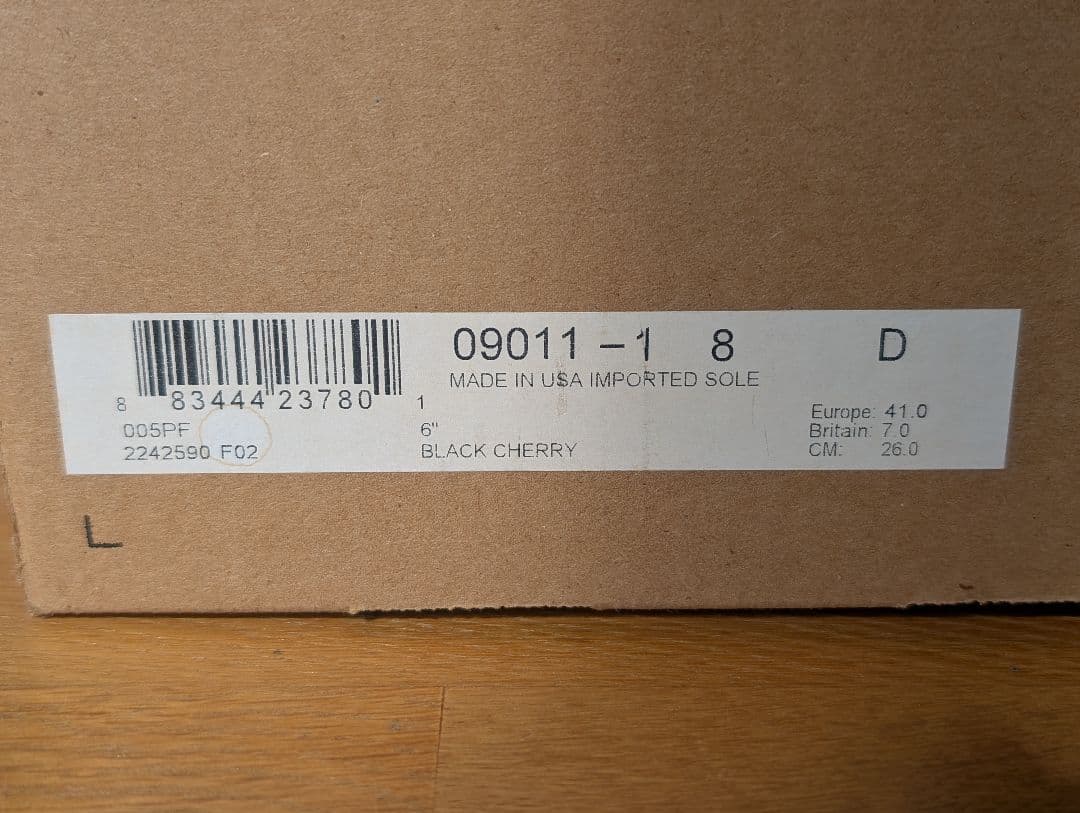 09011 -1 8 D
MADE IN USA IMPORTED SOLE
8 83444 23780 1
005PF
2242590 F02
6"
BLACK CHERRY
Europe: 41.0
Britain: 7.0
CM: 26.0
L